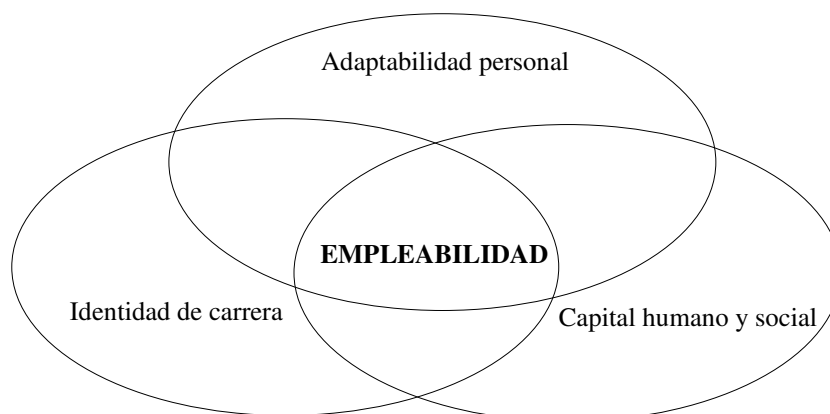 Adaptabilidad personal
EMPLEABILIDAD
Identidad de carrera
Capital humano y social